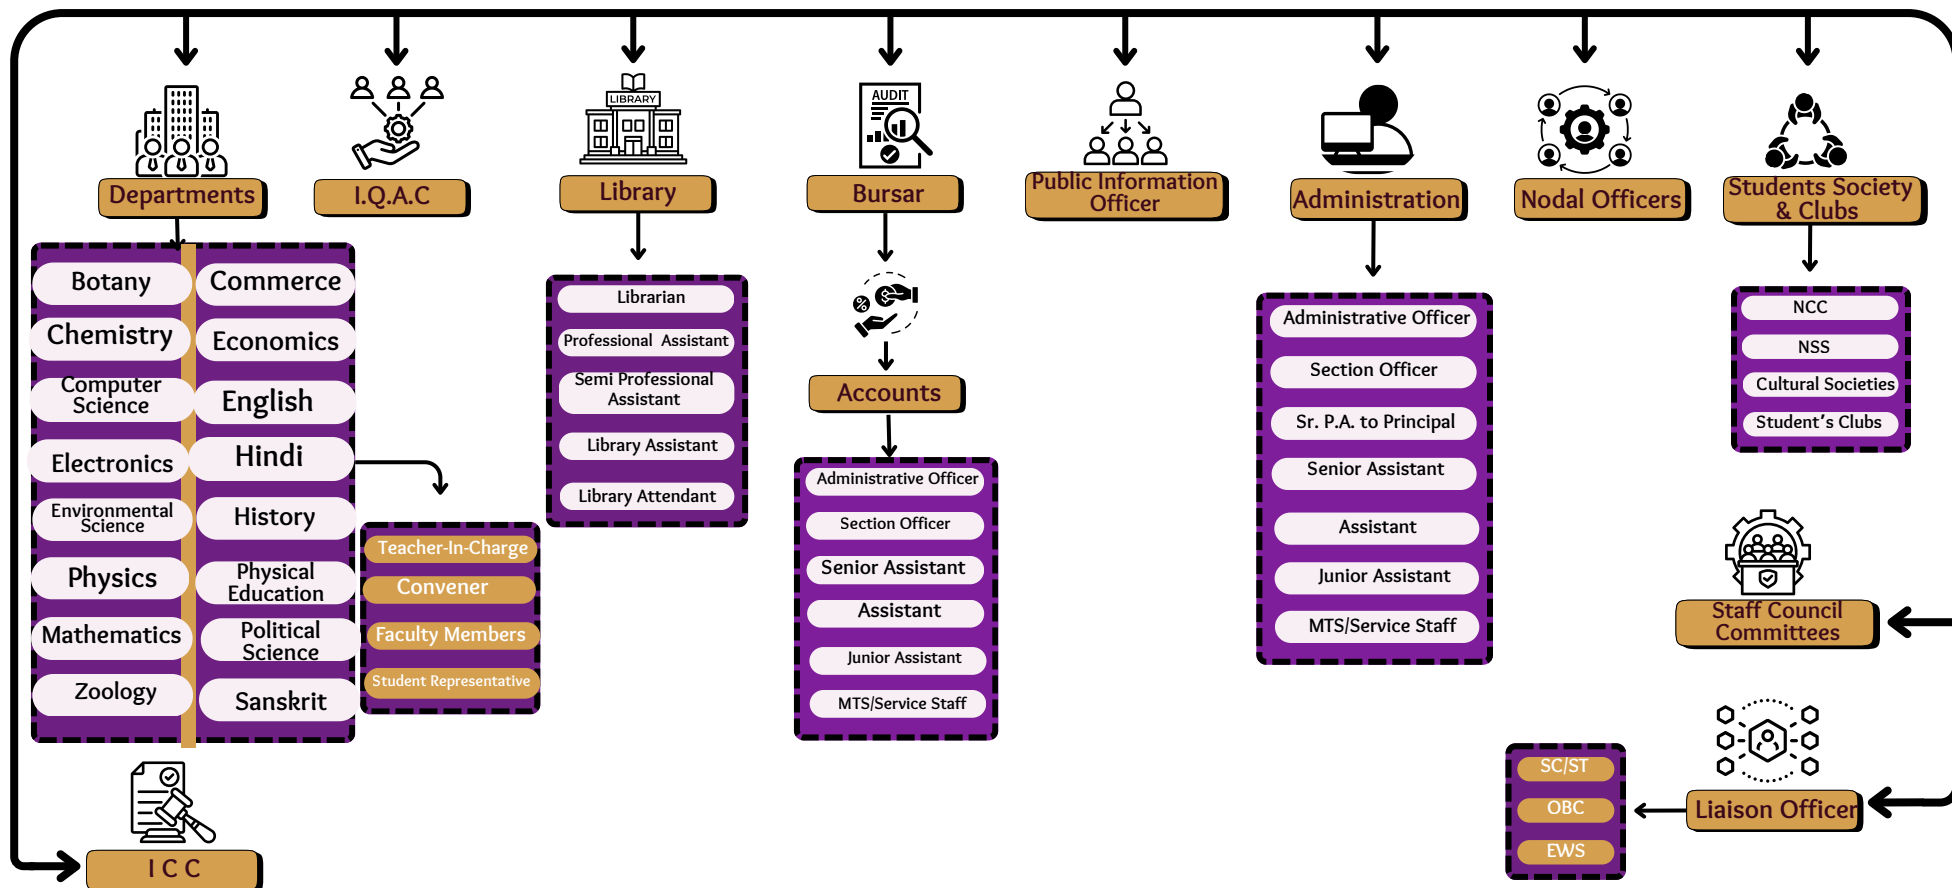 LIBRARY
AUDIT
Departments
I.Q.A.C
Library
Bursar
Public Information
Officer
Administration
Nodal Officers
Students Society
& Clubs
Botany
Chemistry
Computer
Science
Electronics
Environmental
Science
Physics
Mathematics
Zoology
Commerce
Economics
English
Hindi
History
Physical
Education
Political
Science
Sanskrit
Teacher-In-Charge
Convener
Faculty Members
Student Representative
Librarian
Professional Assistant
Semi Professional
Assistant
Library Assistant
Library Attendant
%
$
Accounts
Administrative Officer
Section Officer
Senior Assistant
Assistant
Junior Assistant
MTS/Service Staff
Administrative Officer
Section Officer
Sr. P.A. to Principal
Senior Assistant
Assistant
Junior Assistant
MTS/Service Staff
NCC
NSS
Cultural Societies
Student's Clubs
Staff Council
Committees
Liaison Officer
SC/ST
OBC
EWS
I C C